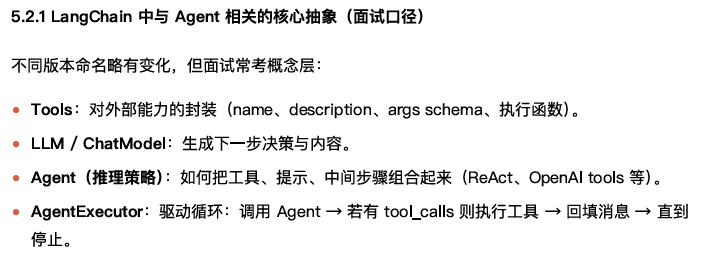 5.2.1 LangChain 中与 Agent 相关的核心抽象（面试口径）
不同版本命名略有变化，但面试常考概念层：
• Tools：对外部能力的封装（name、description、args schema、执行函数）。
• LLM / ChatModel：生成下一步决策与内容。
• Agent（推理策略）：如何把工具、提示、中间步骤组合起来（ReAct、OpenAI tools 等）。
• AgentExecutor：驱动循环：调用 Agent → 若有 tool_calls 则执行工具 → 回填消息 → 直到
停止。